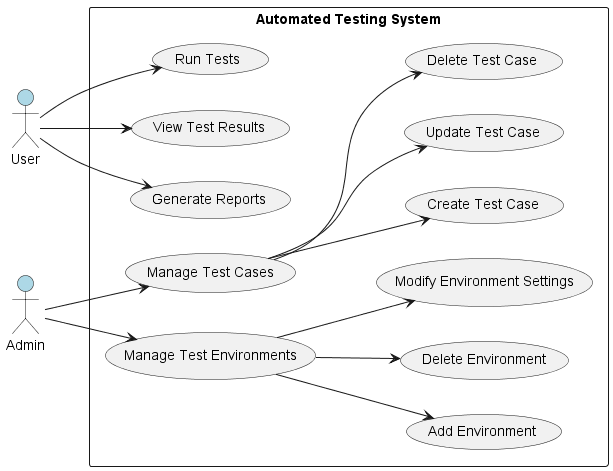 Automated Testing System
Run Tests
Delete Test Case
User
View Test Results
Update Test Case
Generate Reports
Create Test Case
Admin
Manage Test Cases
Modify Environment Settings
Manage Test Environments
Delete Environment
Add Environment